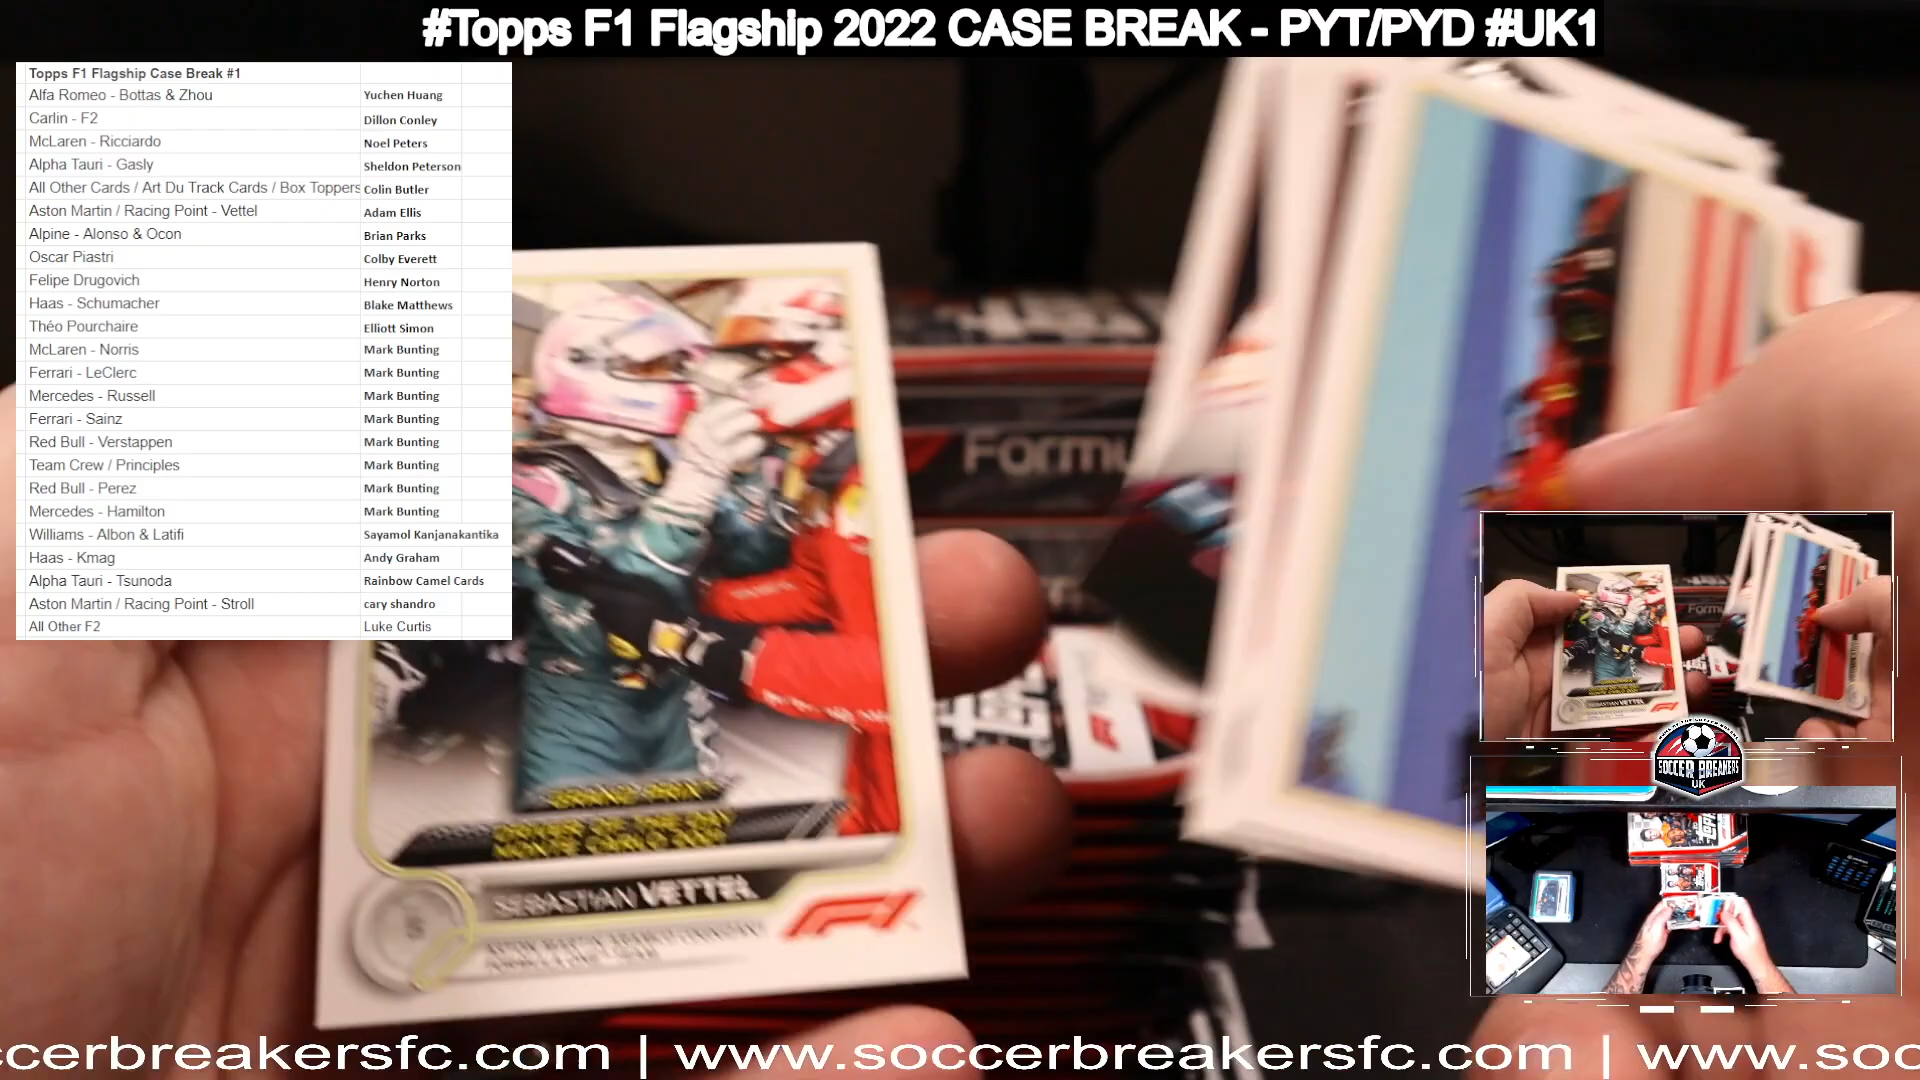 #Topps F1 Flagship 2022 CASE BREAK - PYT/PYD #UK1
Topps F1 Flagship Case Break #1
Alfa Romeo - Bottas & Zhou Yuchen Huang
Carlin - F2 Dillon Conley
McLaren - Ricciardo Noel Peters
Alpha Tauri - Gasly Sheldon Peterson
All Other Cards / Art Du Track Cards / Box Toppers Colin Butler
Aston Martin / Racing Point - Vettel Adam Ellis
Alpine - Alonso & Ocon Brian Parks
Oscar Piastri Colby Everett
Felipe Drugovich Henry Norton
Haas - Schumacher Blake Matthews
Théo Pourchaire Elliott Simon
McLaren - Norris Mark Bunting
Ferrari - LeClerc Mark Bunting
Mercedes - Russell Mark Bunting
Ferrari - Sainz Mark Bunting
Red Bull - Verstappen Mark Bunting
Team Crew / Principles Mark Bunting
Red Bull - Perez Mark Bunting
Mercedes - Hamilton Mark Bunting
Williams - Albon & Latifi Sayamol Kanjanakantika
Haas - Kmag Andy Graham
Alpha Tauri - Tsunoda Rainbow Camel Cards
Aston Martin / Racing Point - Stroll cary shandro
All Other F2 Luke Curtis
Formu
GRAND PRIX
DRIVER OF THE DAY
SEBASTIAN VETTEL
F1
SOCCER BREAKERS
UK
ccerbreakersfc.com | www.soccerbreakersfc.com | www.soc